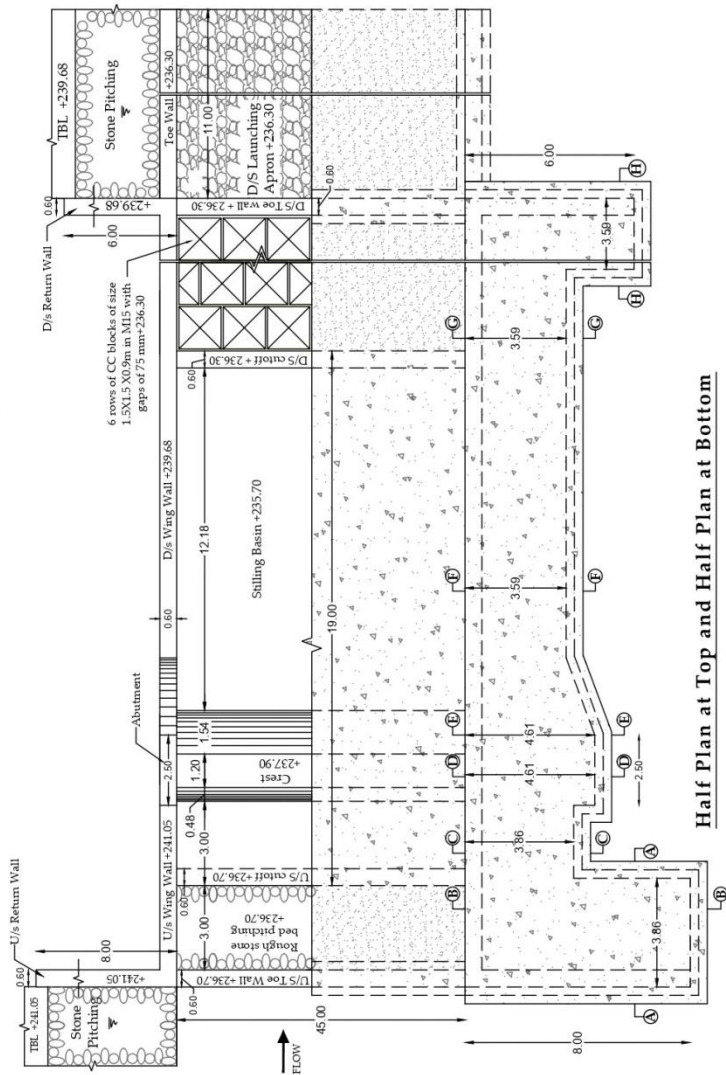 TBL +241.05
Stone
Pitching
U/s Return Wall
0.60
+241.05
8.00
U/s Wing Wall +241.05
Abutment
2.50
0.60
D/s Wing Wall +239.68
D/s Return Wall
0.60
+239.68
6.00
TBL +239.68
Stone Pitching
Toe Wall +236.30
6 rows of CC blocks of size
1.5X1.5 X0.9m in M15 with
gaps of 75 mm+236.30
FLOW
0.60
U/S Toe Wall +236.70
Rough stone
bed pitching
+236.70
3.00
0.60
U/S cutoff +236.70
3.00
0.48
Crest
+237.90
1.20
1.54
12.18
Stilling Basin +235.70
0.60
D/S cutoff + 236.30
D/S Toe wall + 236.30
0.60
11.00
D/S Launching
Apron +236.30
45.00
19.00
8.00
3.86
3.86
4.61
4.61
2.50
3.59
3.59
3.59
6.00
A
A
B
B
C
C
D
D
E
E
F
F
G
G
H
H
Half Plan at Top and Half Plan at Bottom